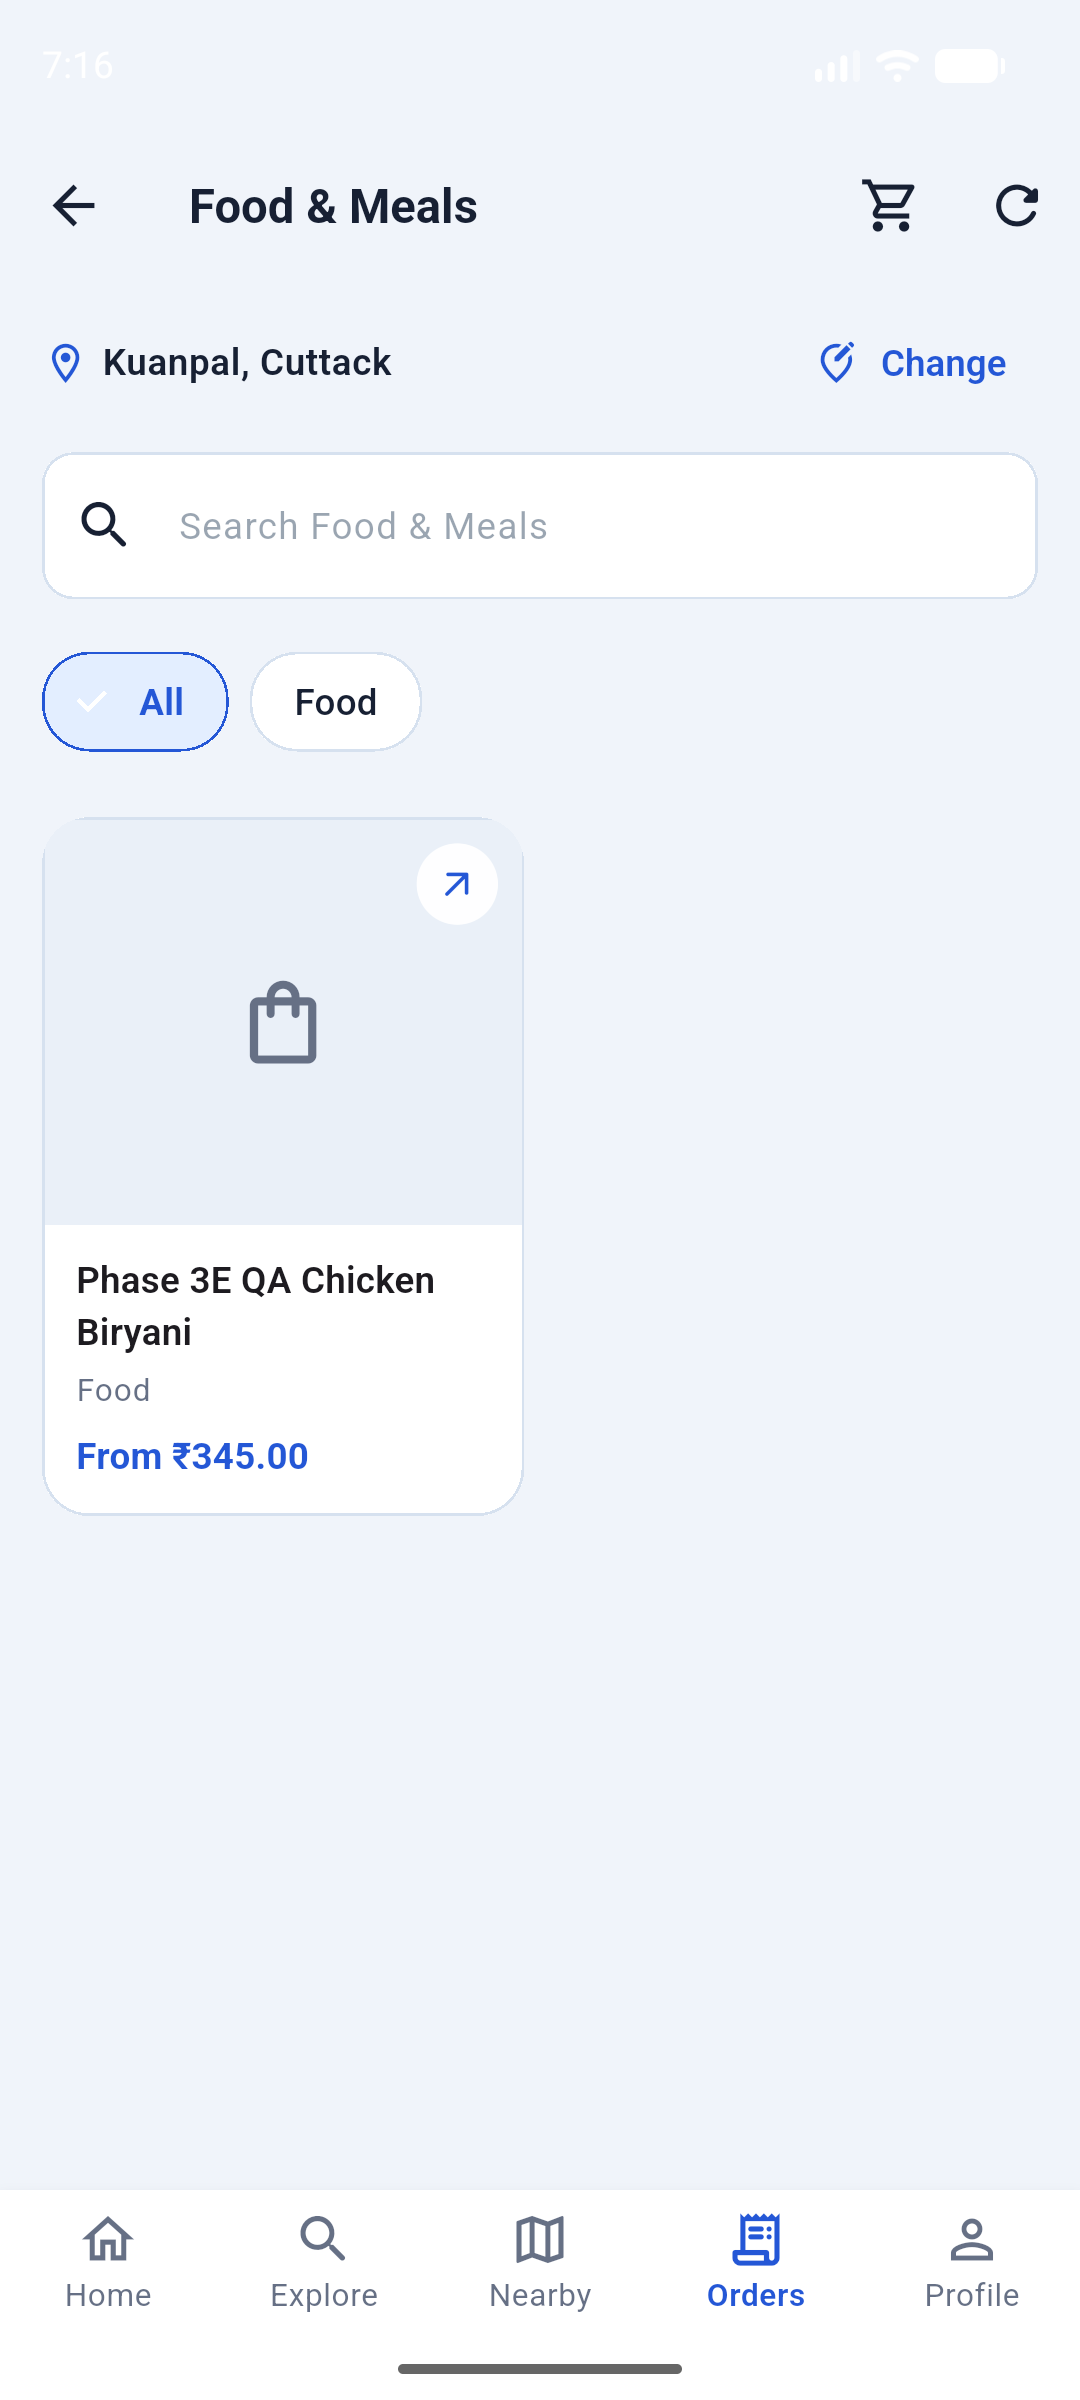 7:16
Food & Meals
Kuanpal, Cuttack
Change
Search Food & Meals
All
Food
Phase 3E QA Chicken
Biryani
Food
From ₹345.00
Home
Explore
Nearby
Orders
Profile